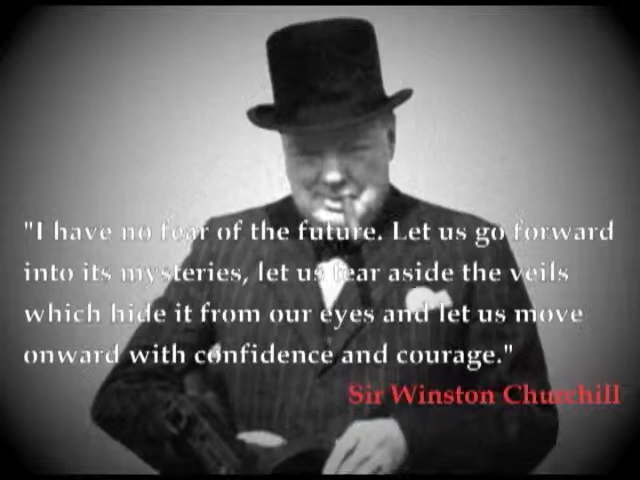 "I have no fear of the future. Let us go forward
into its mysteries, let us tear aside the veils
which hide it from our eyes and let us move
onward with confidence and courage."
Sir Winston Churchill